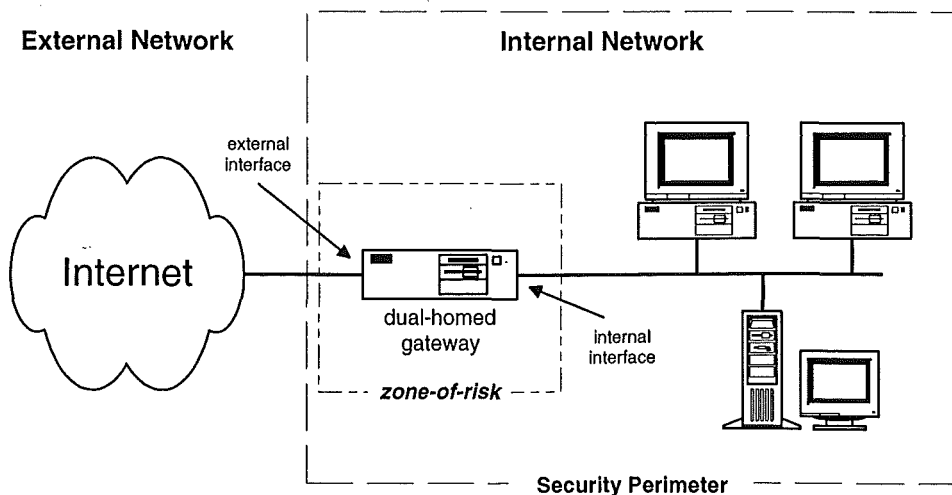 External Network
Internal Network
external
interface
Internet
dual-homed
gateway
internal
interface
zone-of-risk
Security Perimeter